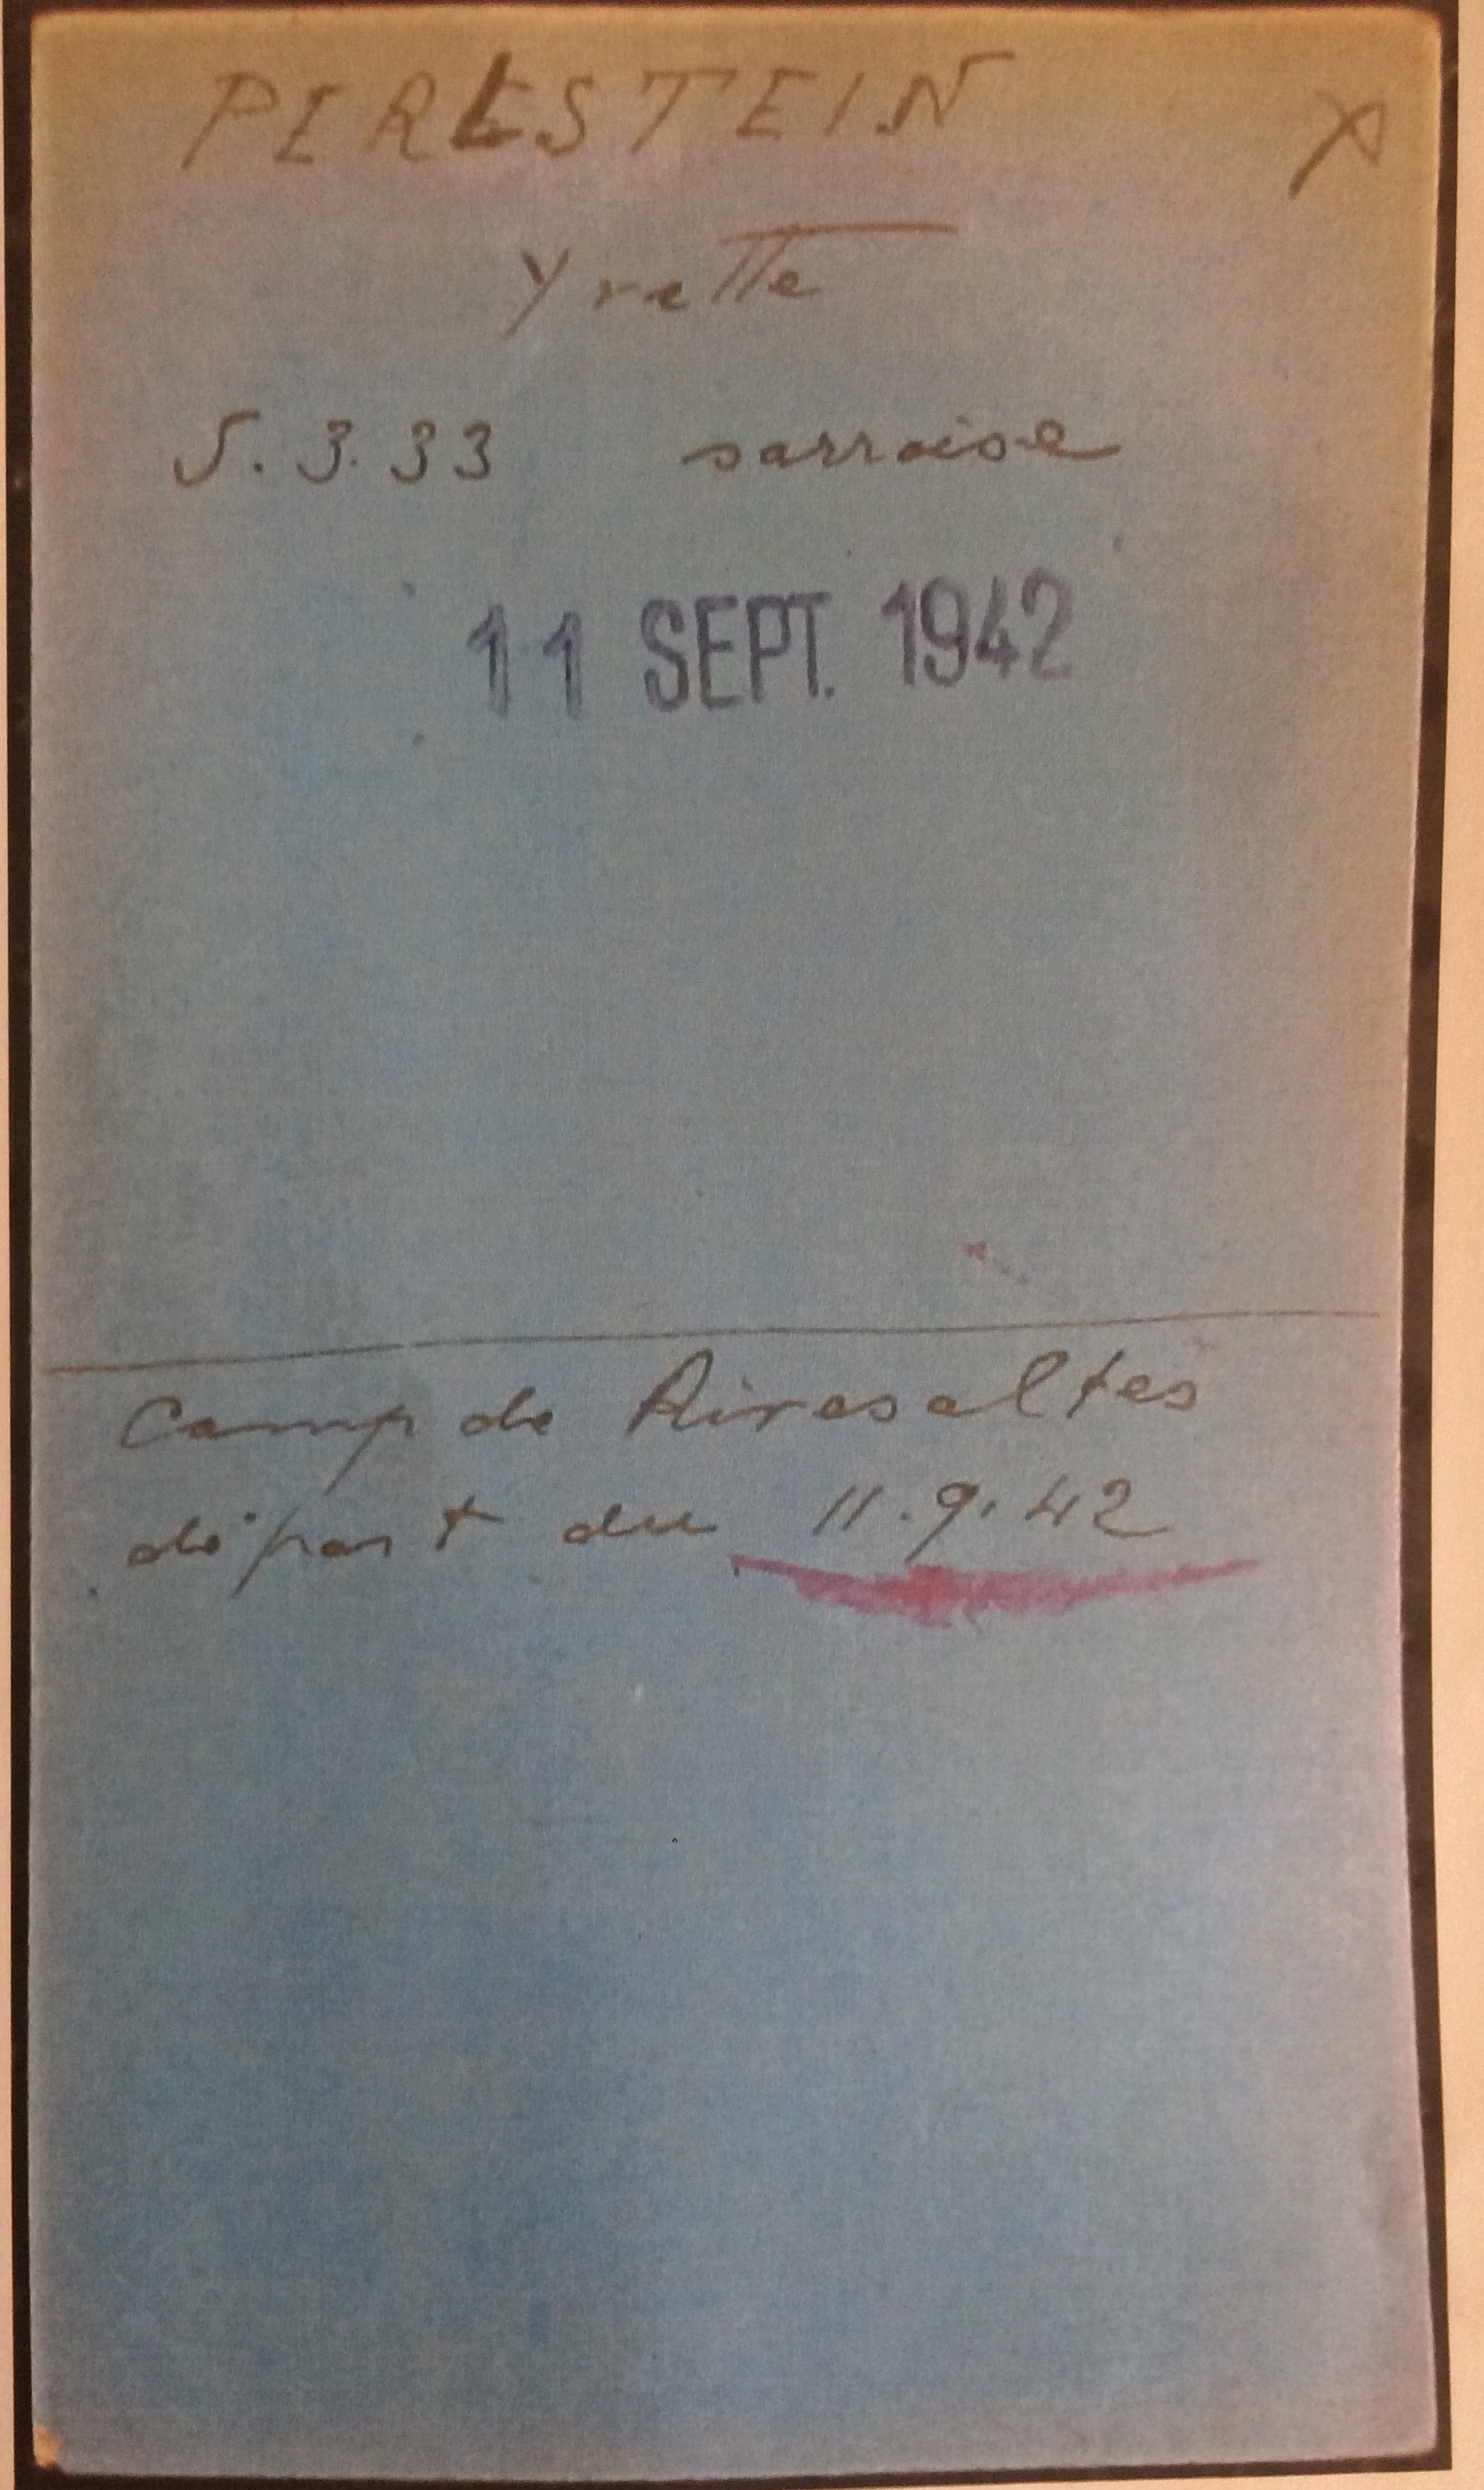 PERLSTEIN X
Yvette
5.3.33 sarroise
11 SEPT. 1942
Camp de Rivesaltes
départ du 11.9.42